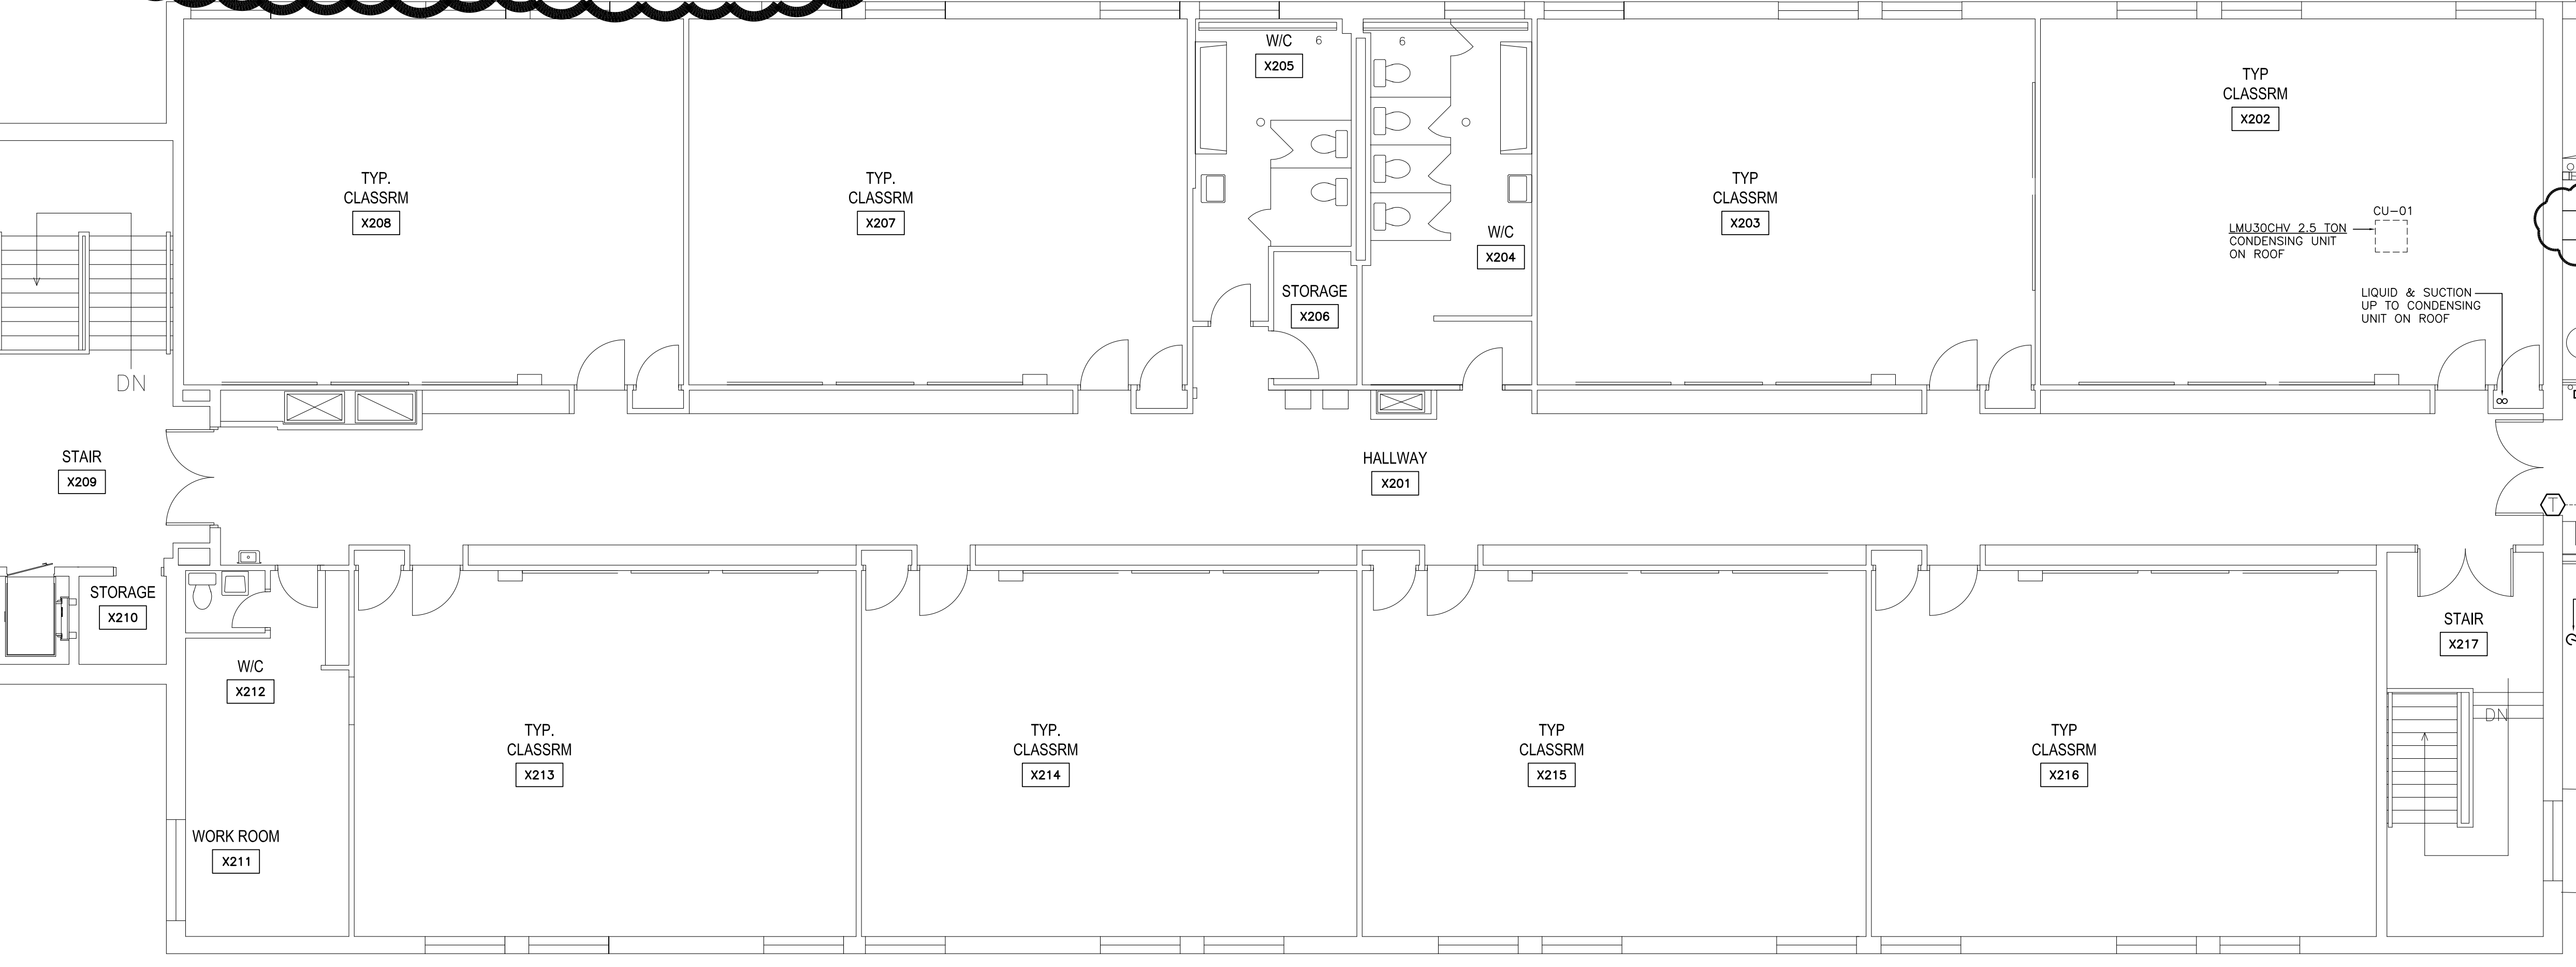 W/C
6
X205
6
TYP
CLASSRM
X202
TYP.
CLASSRM
X208
TYP.
CLASSRM
X207
TYP
CLASSRM
X203
CU-01
LMU30CHV 2.5 TON
CONDENSING UNIT
ON ROOF
W/C
X204
STORAGE
X206
LIQUID & SUCTION
UP TO CONDENSING
UNIT ON ROOF
DN
STAIR
X209
HALLWAY
X201
T
STORAGE
X210
STAIR
X217
W/C
X212
DN
TYP.
CLASSRM
X213
TYP.
CLASSRM
X214
TYP
CLASSRM
X215
TYP
CLASSRM
X216
WORK ROOM
X211